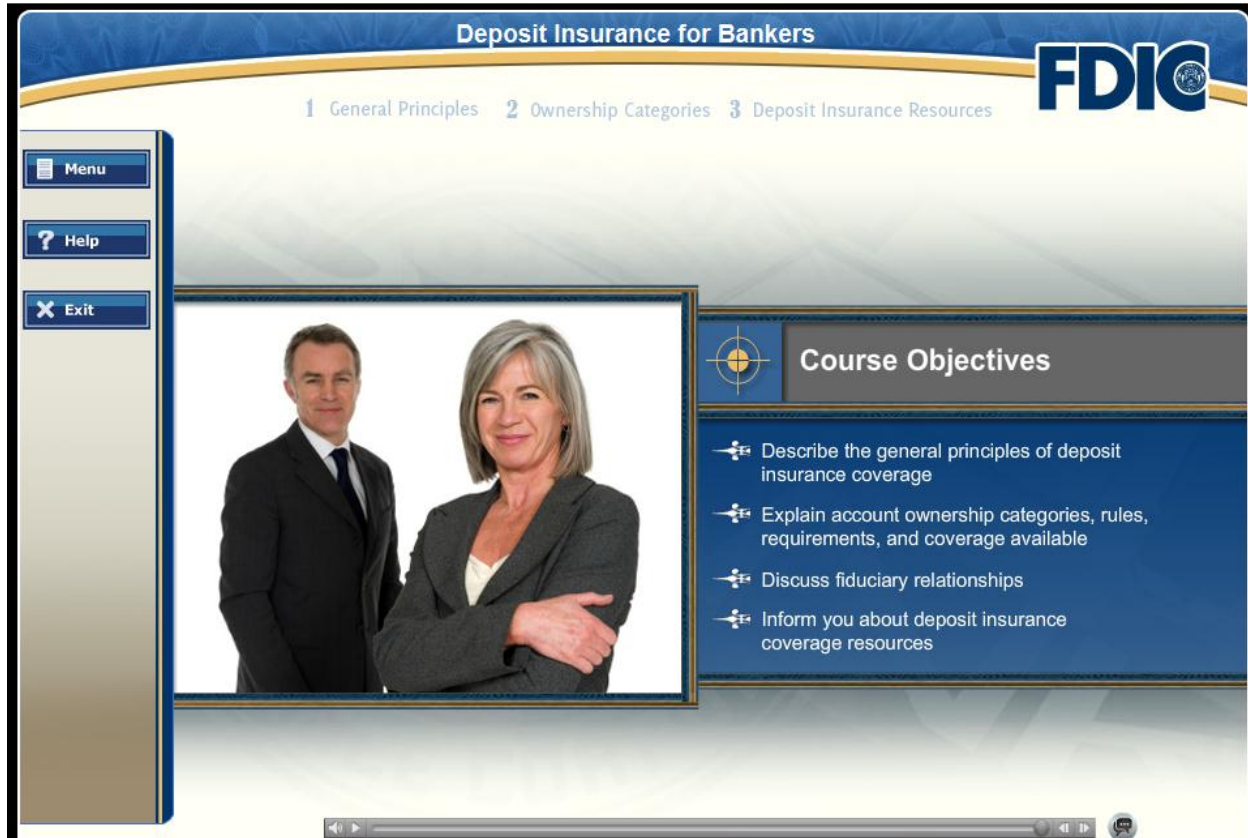 Deposit Insurance for Bankers
FDIC
1 General Principles 2 Ownership Categories 3 Deposit Insurance Resources
Menu
? Help
Exit
Course Objectives
Describe the general principles of deposit
insurance coverage
Explain account ownership categories, rules,
requirements, and coverage available
Discuss fiduciary relationships
Inform you about deposit insurance
coverage resources